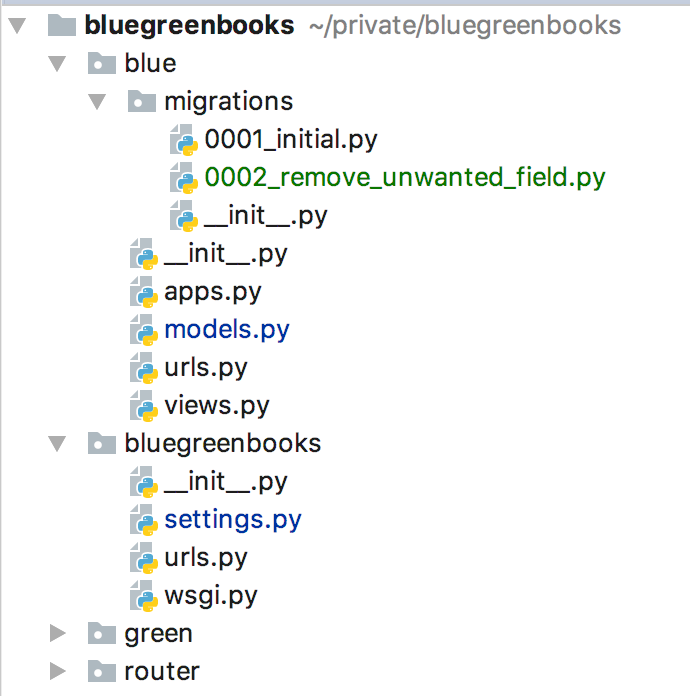 bluegreenbooks ~/private/bluegreenbooks
blue
migrations
0001_initial.py
0002_remove_unwanted_field.py
__init__.py
__init__.py
apps.py
models.py
urls.py
views.py
bluegreenbooks
__init__.py
settings.py
urls.py
wsgi.py
green
router